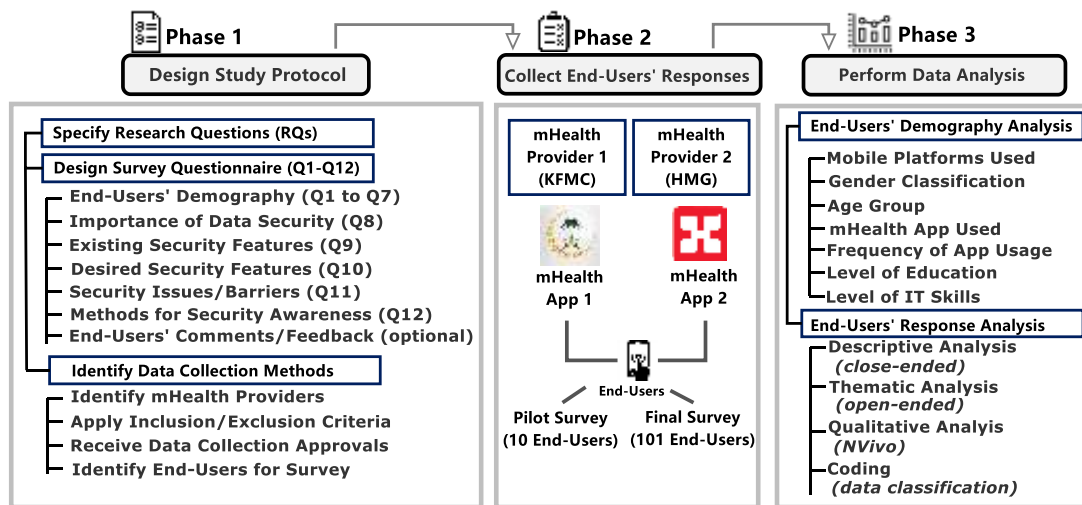 Phase 1
Design Study Protocol
Specify Research Questions (RQs)
Design Survey Questionnaire (Q1-Q12)
End-Users' Demography (Q1 to Q7)
Importance of Data Security (Q8)
Existing Security Features (Q9)
Desired Security Features (Q10)
Security Issues/Barriers (Q11)
Methods for Security Awareness (Q12)
End-Users' Comments/Feedback (optional)
Identify Data Collection Methods
Identify mHealth Providers
Apply Inclusion/Exclusion Criteria
Receive Data Collection Approvals
Identify End-Users for Survey
Phase 2
Collect End-Users' Responses
mHealth
Provider 1
(KFMC)
mHealth
Provider 2
(HMG)
mHealth
App 1
mHealth
App 2
End-Users
Pilot Survey
(10 End-Users)
Final Survey
(101 End-Users)
Phase 3
Perform Data Analysis
End-Users' Demography Analysis
Mobile Platforms Used
Gender Classification
Age Group
mHealth App Used
Frequency of App Usage
Level of Education
Level of IT Skills
End-Users' Response Analysis
Descriptive Analysis
(close-ended)
Thematic Analysis
(open-ended)
Qualitative Analyis
(NVivo)
Coding
(data classification)